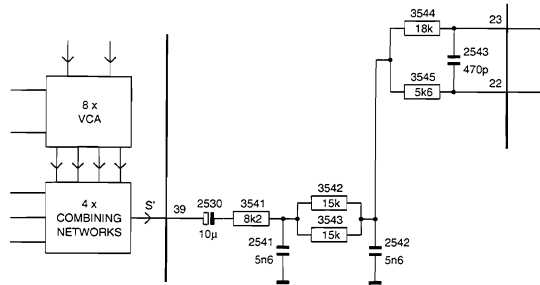 3544
23
18k
2543
470p
3545
22
5k6
8 x
VCA
4 x
COMBINING
NETWORKS
S'
39
2530
10µ
3541
8k2
2541
5n6
3542
15k
3543
15k
2542
5n6